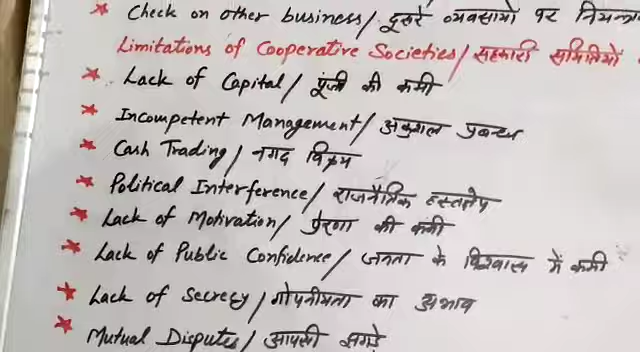 * Check on other business/ दूसरे व्यवसायों पर
Limitations of Cooperative Societies/ सहकारी समितियों
* Lack of Capital/ पूंजी की कमी
* Incompetent Management/ अकुशल प्रबन्ध
* Cash Trading/ नगद विक्रय
* Political Interference/ राजनैतिक हस्तक्षेप
* Lack of Motivation/ प्रेरणा की कमी
* Lack of Public Confidence/ जनता के विश्वास में कमी
* Lack of Secrecy/ गोपनीयता का अभाव
* Mutual Disputes/ आपसी झगडे